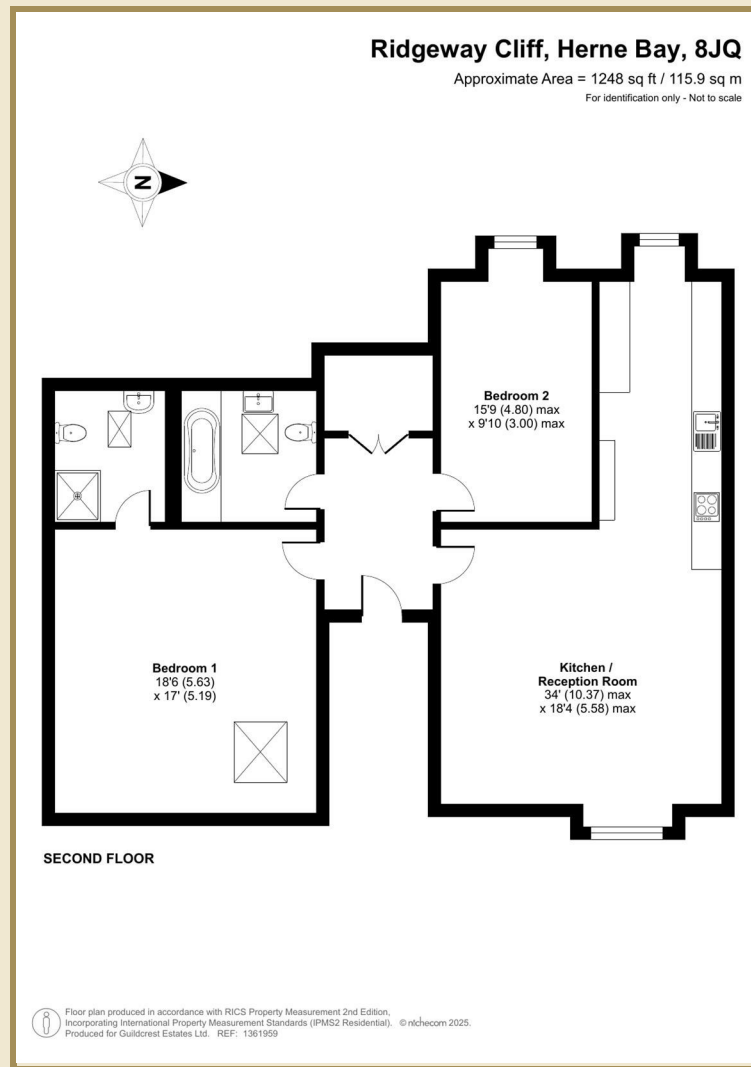 Ridgeway Cliff, Herne Bay, 8JQ
Approximate Area = 1248 sq ft / 115.9 sq m
For identification only - Not to scale
N
Bedroom 2
15'9 (4.80) max
x 9'10 (3.00) max
Bedroom 1
18'6 (5.63)
x 17' (5.19)
Kitchen /
Reception Room
34' (10.37) max
x 18'4 (5.58) max
SECOND FLOOR
Floor plan produced in accordance with RICS Property Measurement 2nd Edition,
Incorporating International Property Measurement Standards (IPMS2 Residential). © nichecom 2025.
Produced for Guildcrest Estates Ltd. REF: 1361959